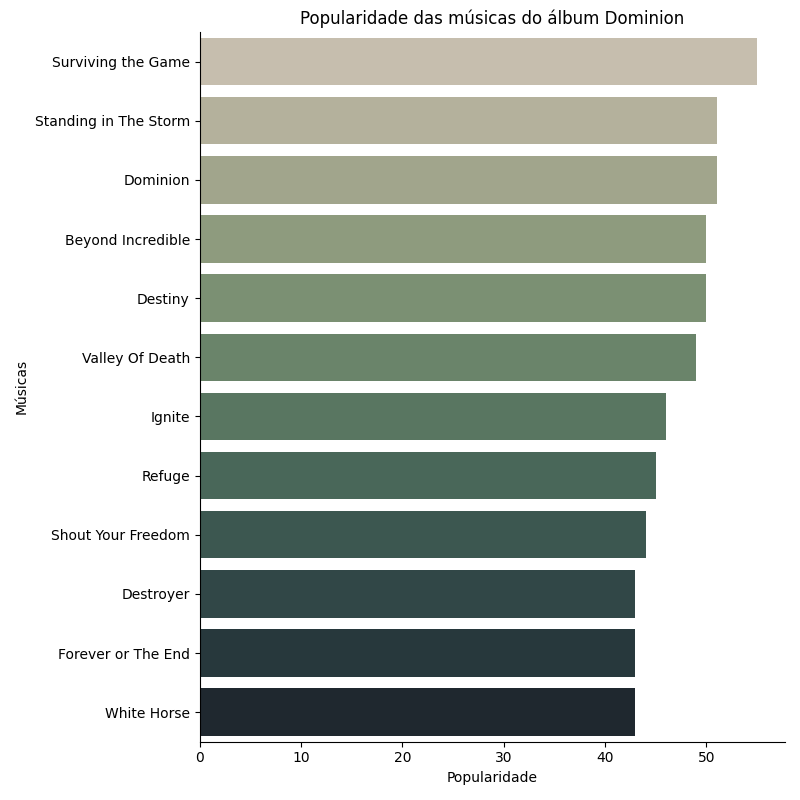 Popularidade das músicas do álbum Dominion
Surviving the Game
Standing in The Storm
Dominion
Beyond Incredible
Destiny
Valley Of Death
Ignite
Refuge
Shout Your Freedom
Destroyer
Forever or The End
White Horse
Músicas
0 10 20 30 40 50
Popularidade